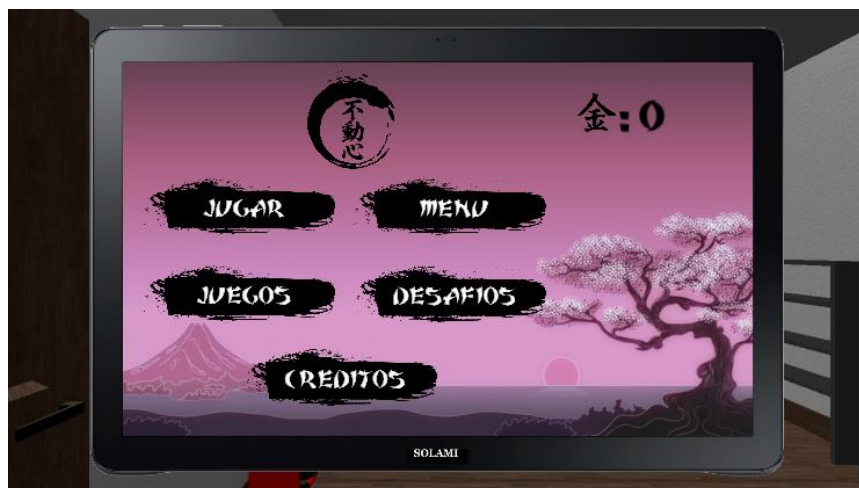 不動心
金:0
JUGAR
MENU
JUEGOS
DESAFIOS
CREDITOS
SOLAMI